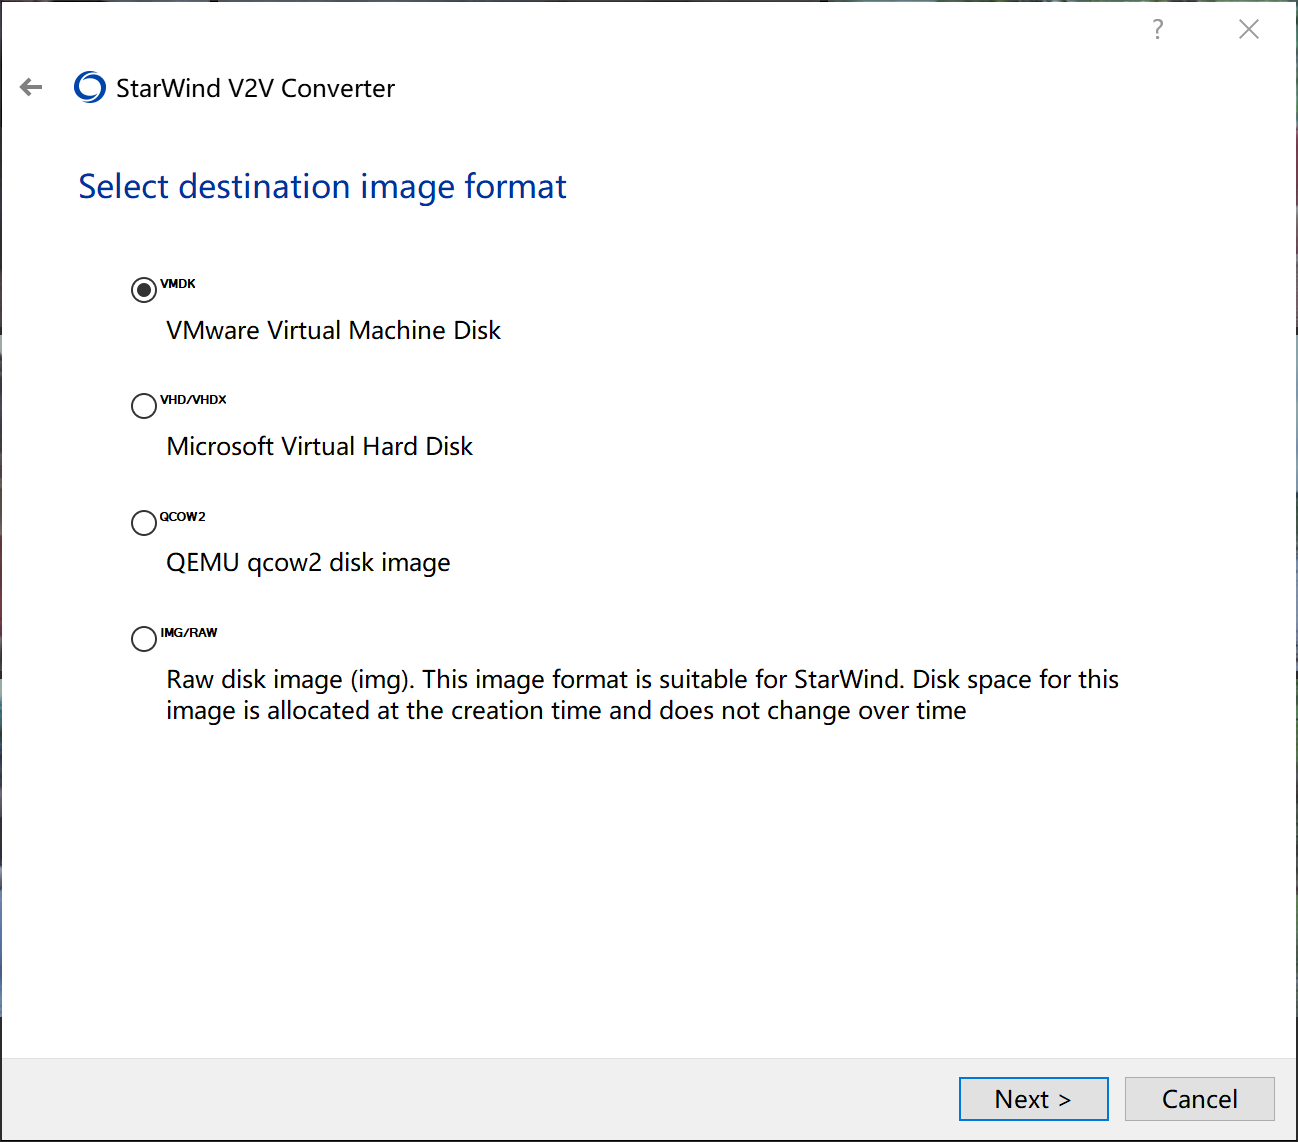 ?
StarWind V2V Converter
Select destination image format
VMDK
VMware Virtual Machine Disk
VHD/VHDX
Microsoft Virtual Hard Disk
QCOW2
QEMU qcow2 disk image
IMG/RAW
Raw disk image (img). This image format is suitable for StarWind. Disk space for this
image is allocated at the creation time and does not change over time
Next >
Cancel